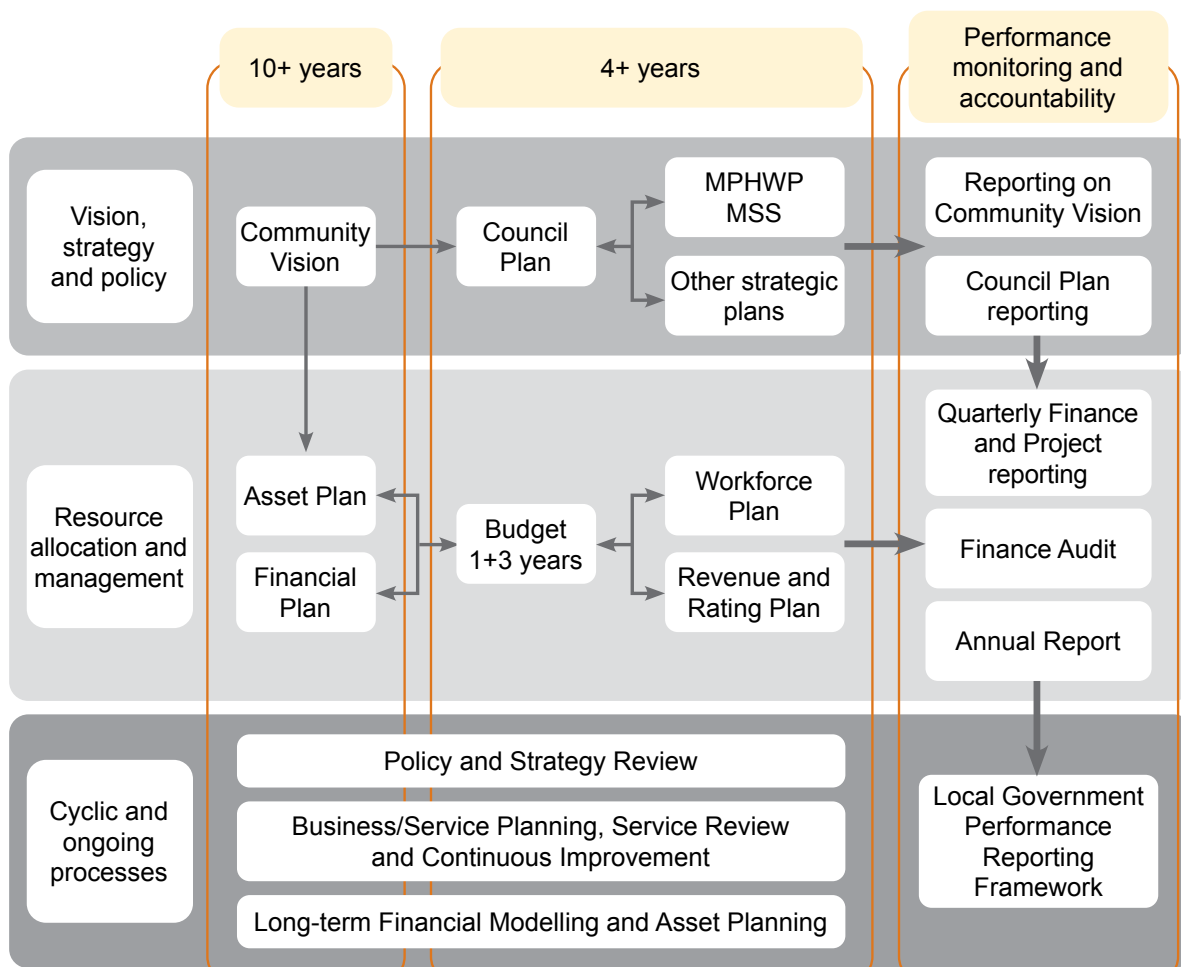 10+ years
4+ years
Performance
monitoring and
accountability
Vision,
strategy
and policy
Community
Vision
Council
Plan
MPHWP
MSS
Other strategic
plans
Reporting on
Community Vision
Council Plan
reporting
Resource
allocation and
management
Asset Plan
Financial
Plan
Budget
1+3 years
Workforce
Plan
Revenue and
Rating Plan
Quarterly Finance
and Project
reporting
Finance Audit
Annual Report
Cyclic and
ongoing
processes
Policy and Strategy Review
Business/Service Planning, Service Review
and Continuous Improvement
Long-term Financial Modelling and Asset Planning
Local Government
Performance
Reporting
Framework